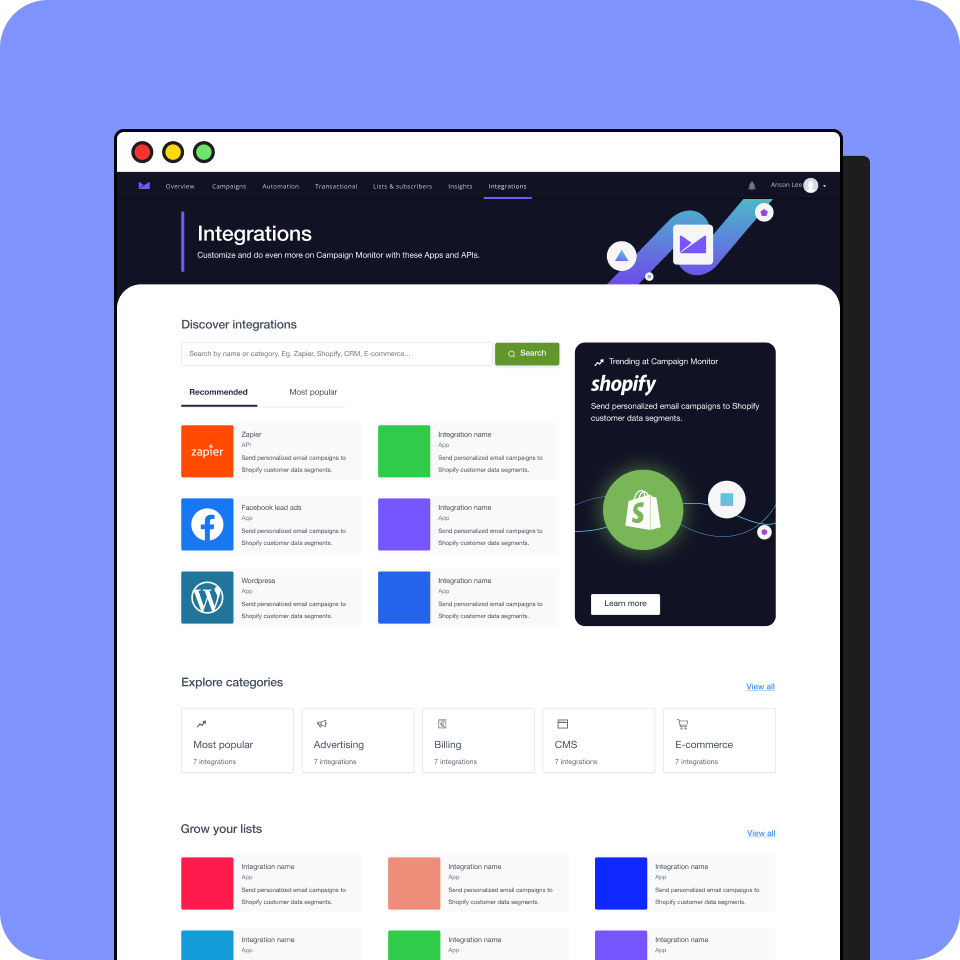 Overview Campaigns Automation Transactional Lists & subscribers Insights Integrations Anson Lee
Integrations
Customize and do even more on Campaign Monitor with these Apps and APIs.
Discover integrations
Search by name or category. Eg. Zapier, Shopify, CRM, E-commerce...
Search
Recommended Most popular
zapier
Zapier
API
Send personalized email campaigns to
Shopify customer data segments.
Integration name
App
Send personalized email campaigns to
Shopify customer data segments.
Facebook lead ads
App
Send personalized email campaigns to
Shopify customer data segments.
Integration name
App
Send personalized email campaigns to
Shopify customer data segments.
Wordpress
App
Send personalized email campaigns to
Shopify customer data segments.
Integration name
App
Send personalized email campaigns to
Shopify customer data segments.
Trending at Campaign Monitor
shopify
Send personalized email campaigns to Shopify
customer data segments.
Learn more
Explore categories
View all
Most popular
7 integrations
Advertising
7 integrations
Billing
7 integrations
CMS
7 integrations
E-commerce
7 integrations
Grow your lists
View all
Integration name
App
Send personalized email campaigns to
Shopify customer data segments.
Integration name
App
Send personalized email campaigns to
Shopify customer data segments.
Integration name
App
Send personalized email campaigns to
Shopify customer data segments.
Integration name
App
Integration name
App
Integration name
App